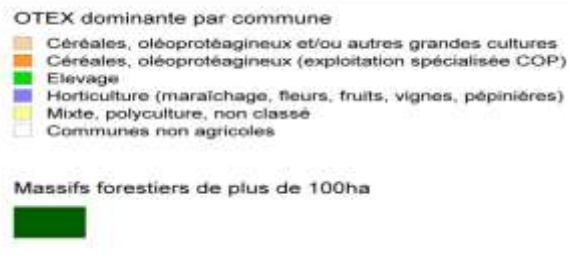 OTEX dominante par commune
Céréales, oléoprotéagineux et/ou autres grandes cultures
Céréales, oléoprotéagineux (exploitation spécialisée COP)
Elevage
Horticulture (maraîchage, fleurs, fruits, vignes, pépinières)
Mixte, polyculture, non classé
Communes non agricoles
Massifs forestiers de plus de 100ha